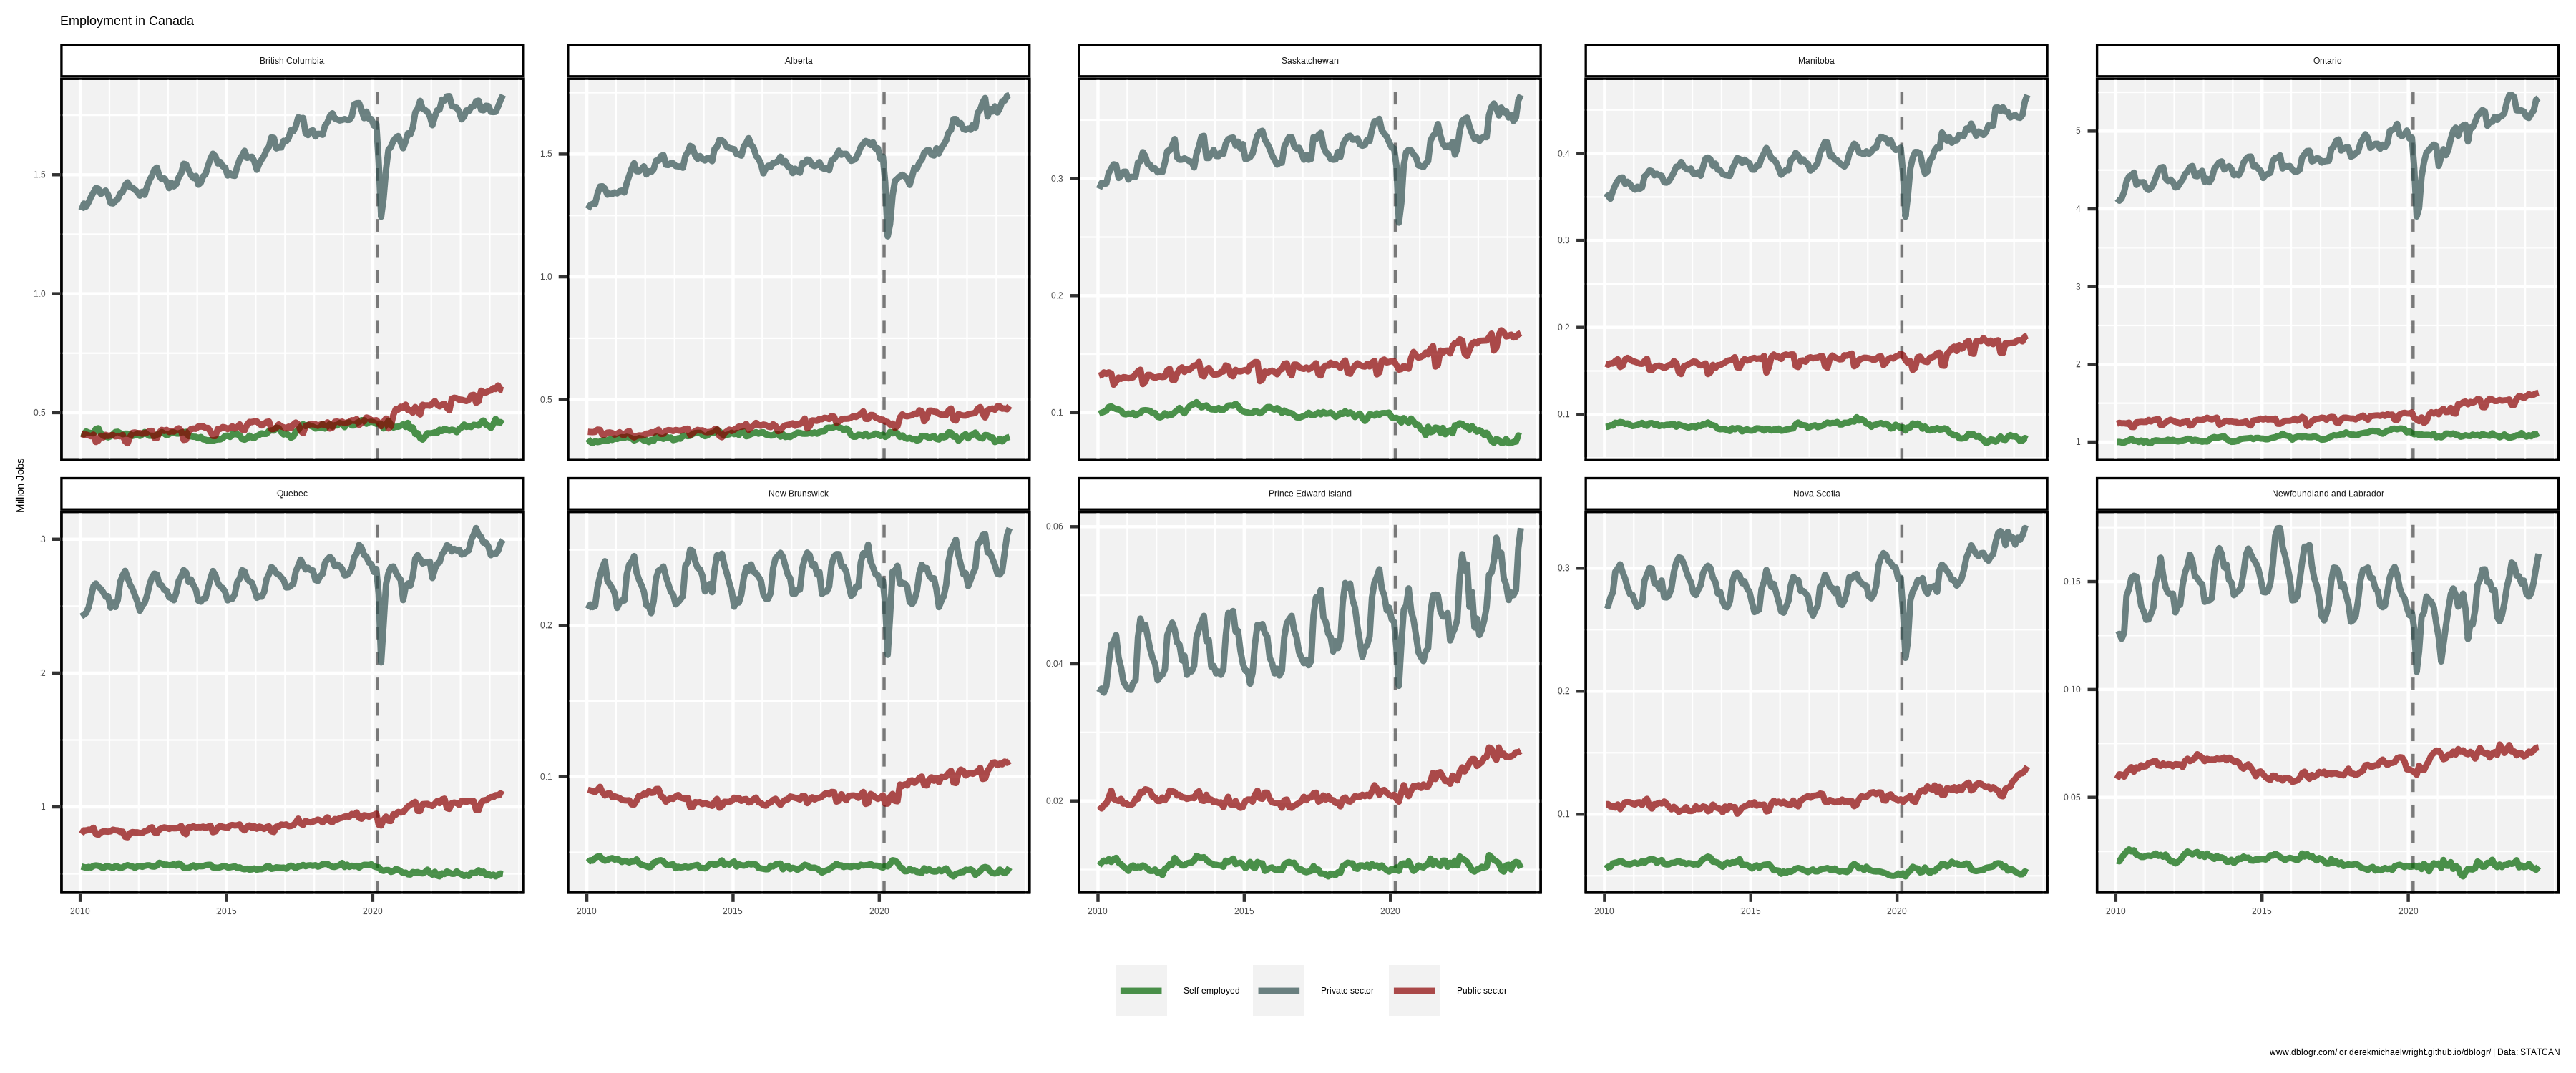 Employment in Canada
British Columbia
Alberta
Saskatchewan
Manitoba
Ontario
1.5
1.0
0.5
1.5
1.0
0.5
0.3
0.2
0.1
0.4
0.3
0.2
0.1
5
4
3
2
1
Million Jobs
Quebec
New Brunswick
Prince Edward Island
Nova Scotia
Newfoundland and Labrador
3
2
1
0.2
0.1
0.06
0.04
0.02
0.3
0.2
0.1
0.15
0.10
0.05
2010 2015 2020
2010 2015 2020
2010 2015 2020
2010 2015 2020
2010 2015 2020
Self-employed
Private sector
Public sector
www.dblogr.com/ or derekmichaelwright.github.io/dblogr/ | Data: STATCAN